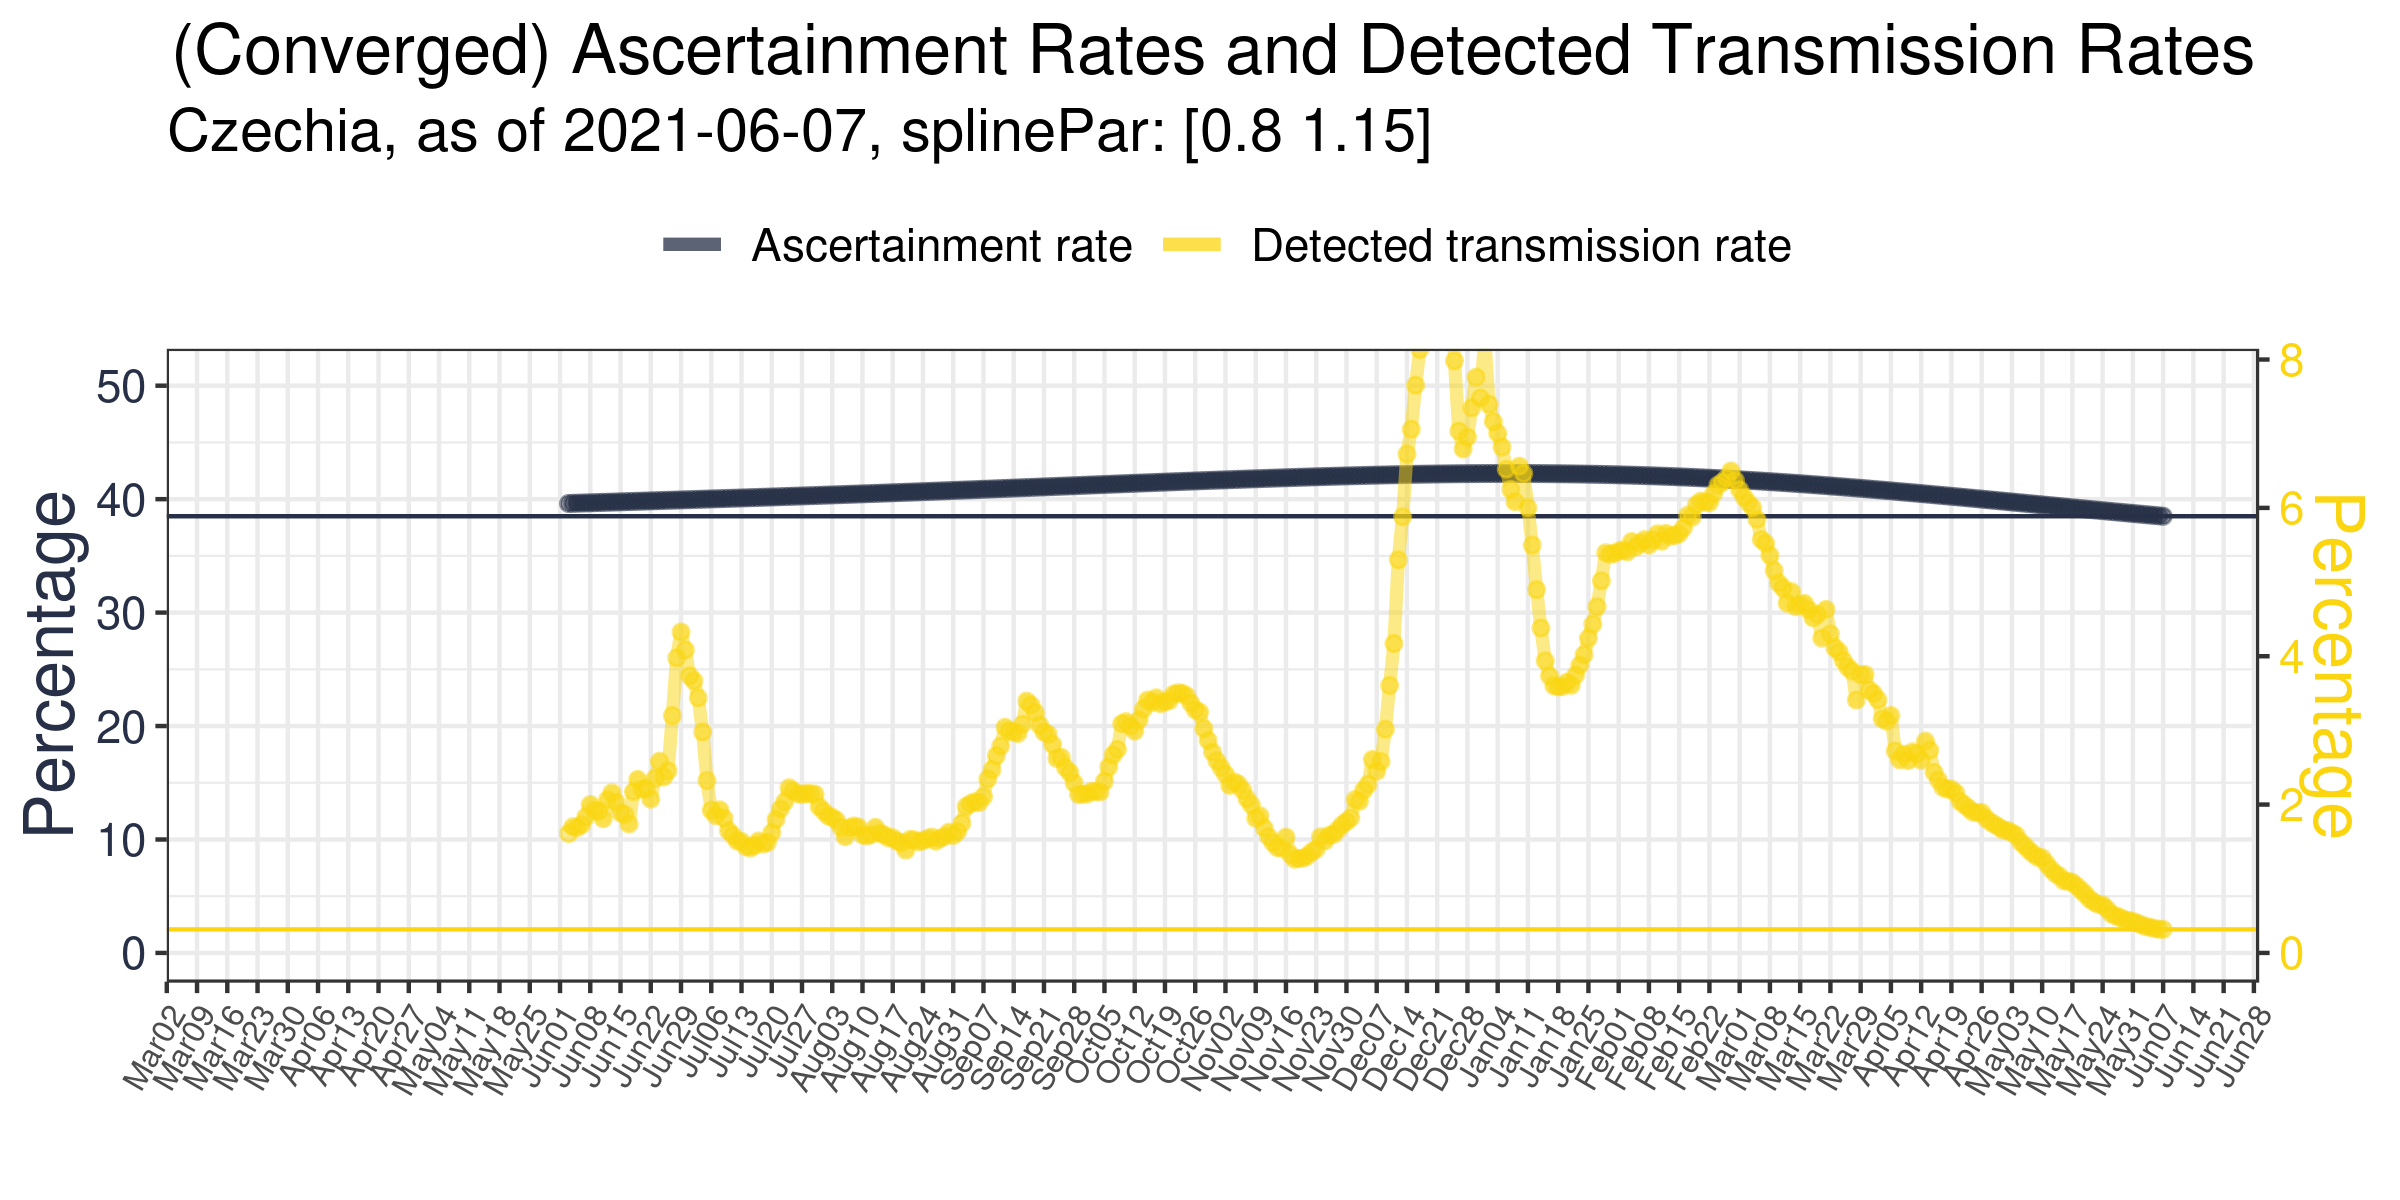 (Converged) Ascertainment Rates and Detected Transmission Rates
Czechia, as of 2021-06-07, splinePar: [0.8 1.15]
Ascertainment rate Detected transmission rate
Percentage
50
40
30
20
10
0
8
6
4
2
0
Percentage
Mar02 Mar09 Mar16 Mar23 Mar30 Apr06 Apr13 Apr20 Apr27 May04 May11 May18 May25 Jun01 Jun08 Jun15 Jun22 Jun29 Jul06 Jul13 Jul20 Jul27 Aug03 Aug10 Aug17 Aug24 Aug31 Sep07 Sep14 Sep21 Sep28 Oct05 Oct12 Oct19 Oct26 Nov02 Nov09 Nov16 Nov23 Nov30 Dec07 Dec14 Dec21 Dec28 Jan04 Jan11 Jan18 Jan25 Feb01 Feb08 Feb15 Feb22 Mar01 Mar08 Mar15 Mar22 Mar29 Apr05 Apr12 Apr19 Apr26 May03 May10 May17 May24 May31 Jun07 Jun14 Jun21 Jun28